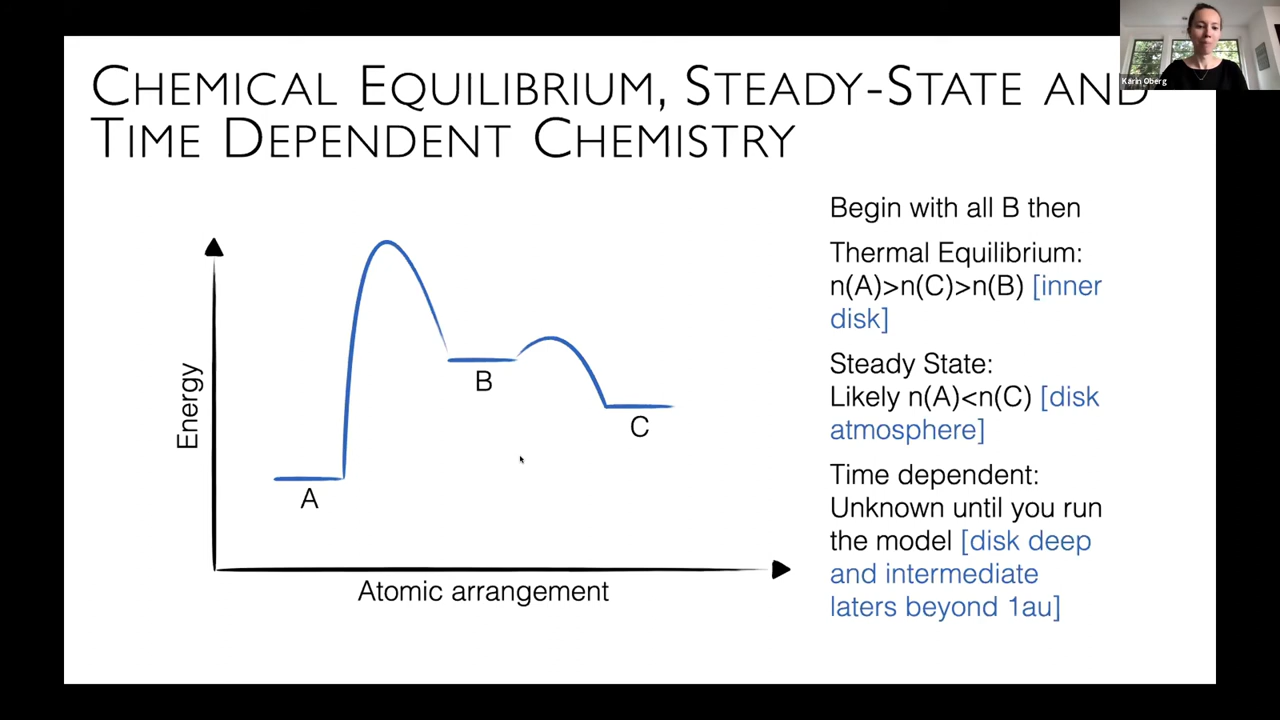 CHEMICAL EQUILIBRIUM, STEADY-STATE AND
TIME DEPENDENT CHEMISTRY
Karin Oberg
Begin with all B then
Thermal Equilibrium:
n(A)>n(C)>n(B) [inner
disk]
Steady State:
Likely n(A)<n(C) [disk
atmosphere]
Time dependent:
Unknown until you run
the model [disk deep
and intermediate
laters beyond 1au]
Energy
A
B
C
Atomic arrangement